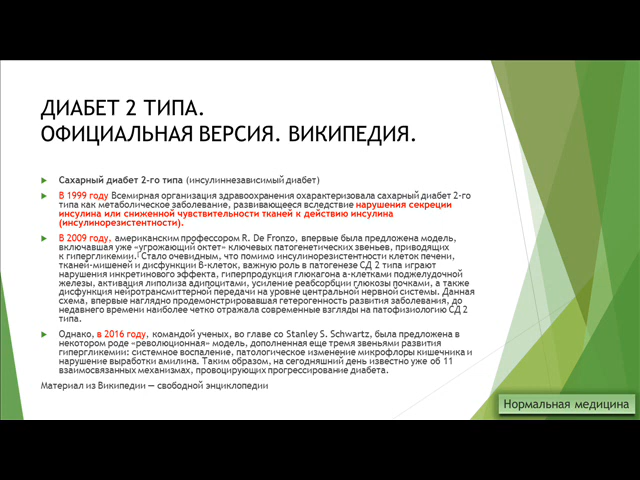 ДИАБЕТ 2 ТИПА.
ОФИЦИАЛЬНАЯ ВЕРСИЯ. ВИКИПЕДИЯ.
Сахарный диабет 2-го типа (инсулиннезависимый диабет)
В 1999 году Всемирная организация здравоохранения охарактеризовала сахарный диабет 2-го
типа как метаболическое заболевание, развивающееся вследствие нарушения секреции
инсулина или сниженной чувствительности тканей к действию инсулина
(инсулинорезистентности).
В 2009 году, американским профессором R. De Fronzo, впервые была предложена модель,
включавшая уже «угрожающий октет» ключевых патогенетических звеньев, приводящих
к гипергликемии. Стало очевидным, что помимо инсулинорезистентности клеток печени,
тканей-мишеней и дисфункции B-клеток, важную роль в патогенезе СД 2 типа играют
нарушения инкретинового эффекта, гиперпродукция глюкагона a-клетками поджелудочной
железы, активация липолиза адипоцитами, усиление реабсорбции глюкозы почками, а также
дисфункция нейротрансмиттерной передачи на уровне центральной нервной системы. Данная
схема, впервые наглядно продемонстрировавшая гетерогенность развития заболевания, до
недавнего времени наиболее четко отражала современные взгляды на патофизиологию СД 2
типа.
Однако, в 2016 году, командой ученых, во главе со Stanley S. Schwartz, была предложена в
некотором роде «революционная» модель, дополненная еще тремя звеньями развития
гипергликемии: системное воспаление, патологическое изменение микрофлоры кишечника и
нарушение выработки амилина. Таким образом, на сегодняшний день известно уже об 11
взаимосвязанных механизмах, провоцирующих прогрессирование диабета.
Материал из Википедии — свободной энциклопедии
Нормальная медицина